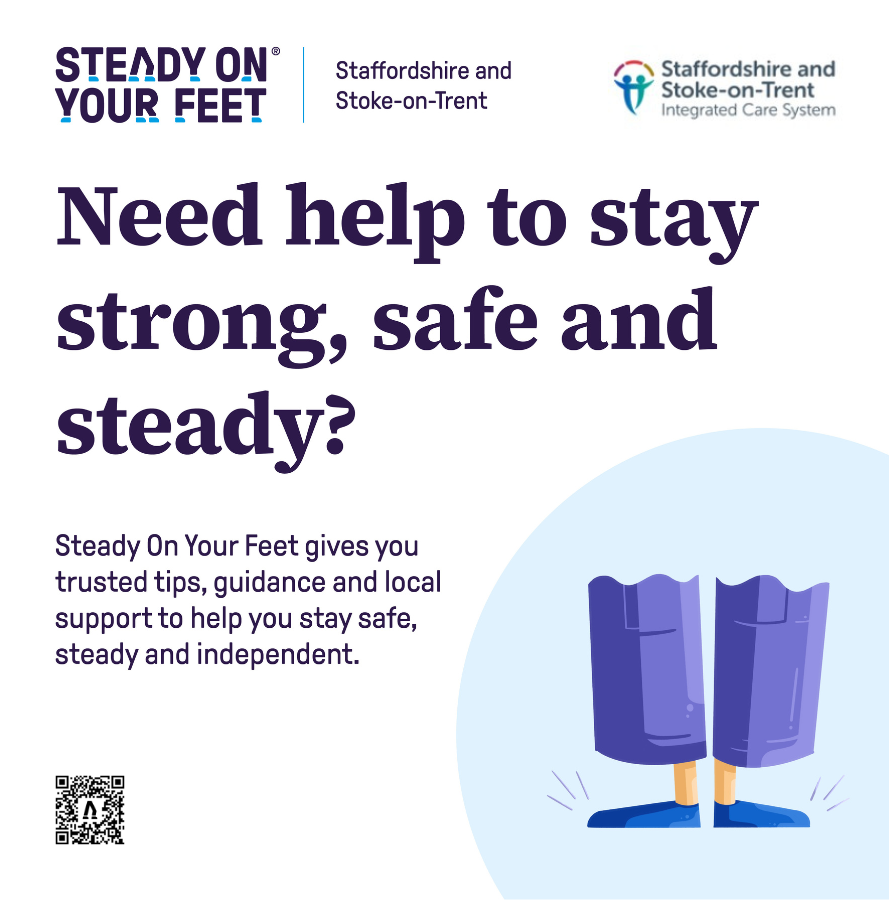 STEADY ON®
YOUR FEET
Staffordshire and
Stoke-on-Trent
Staffordshire and
Stoke-on-Trent
Integrated Care System
Need help to stay
strong, safe and
steady?
Steady On Your Feet gives you
trusted tips, guidance and local
support to help you stay safe,
steady and independent.